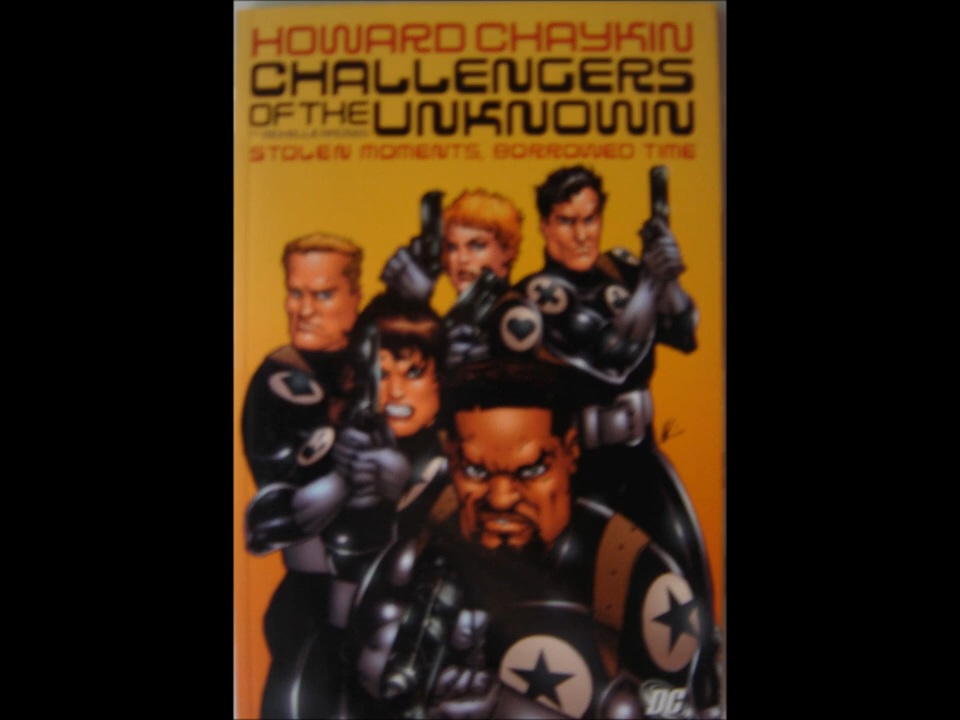 HOWARD CHAYKIN
CHALLENGERS
OF THE UNKNOWN
STOLEN MOMENTS, BORROWED TIME
DC